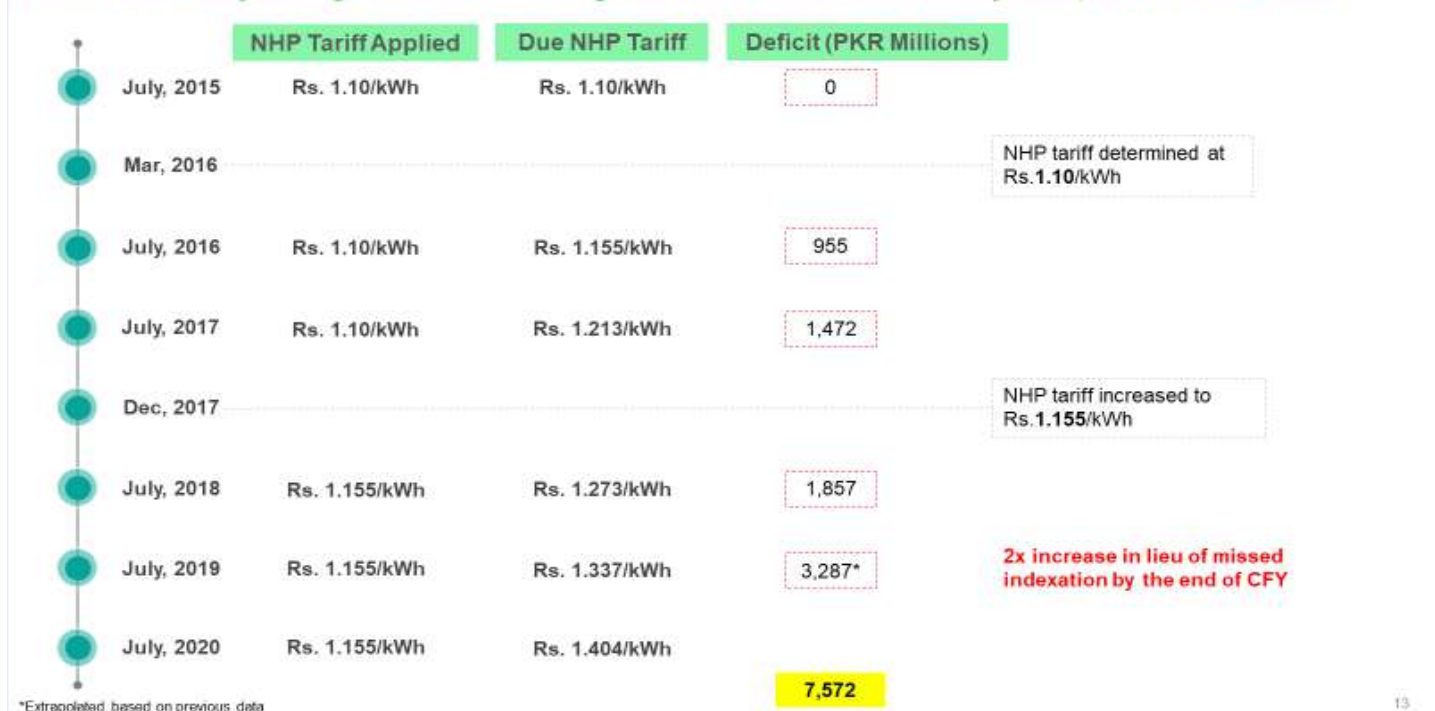 NHP Tariff Applied Due NHP Tariff Deficit (PKR Millions)
July, 2015 Rs. 1.10/kWh Rs. 1.10/kWh 0
Mar, 2016 NHP tariff determined at
Rs.1.10/kWh
July, 2016 Rs. 1.10/kWh Rs. 1.155/kWh 955
July, 2017 Rs. 1.10/kWh Rs. 1.213/kWh 1,472
Dec, 2017 NHP tariff increased to
Rs.1.155/kWh
July, 2018 Rs. 1.155/kWh Rs. 1.273/kWh 1,857
July, 2019 Rs. 1.155/kWh Rs. 1.337/kWh 3,287* 2x increase in lieu of missed
indexation by the end of CFY
July, 2020 Rs. 1.155/kWh Rs. 1.404/kWh
7,572
*Extrapolated based on previous data
13